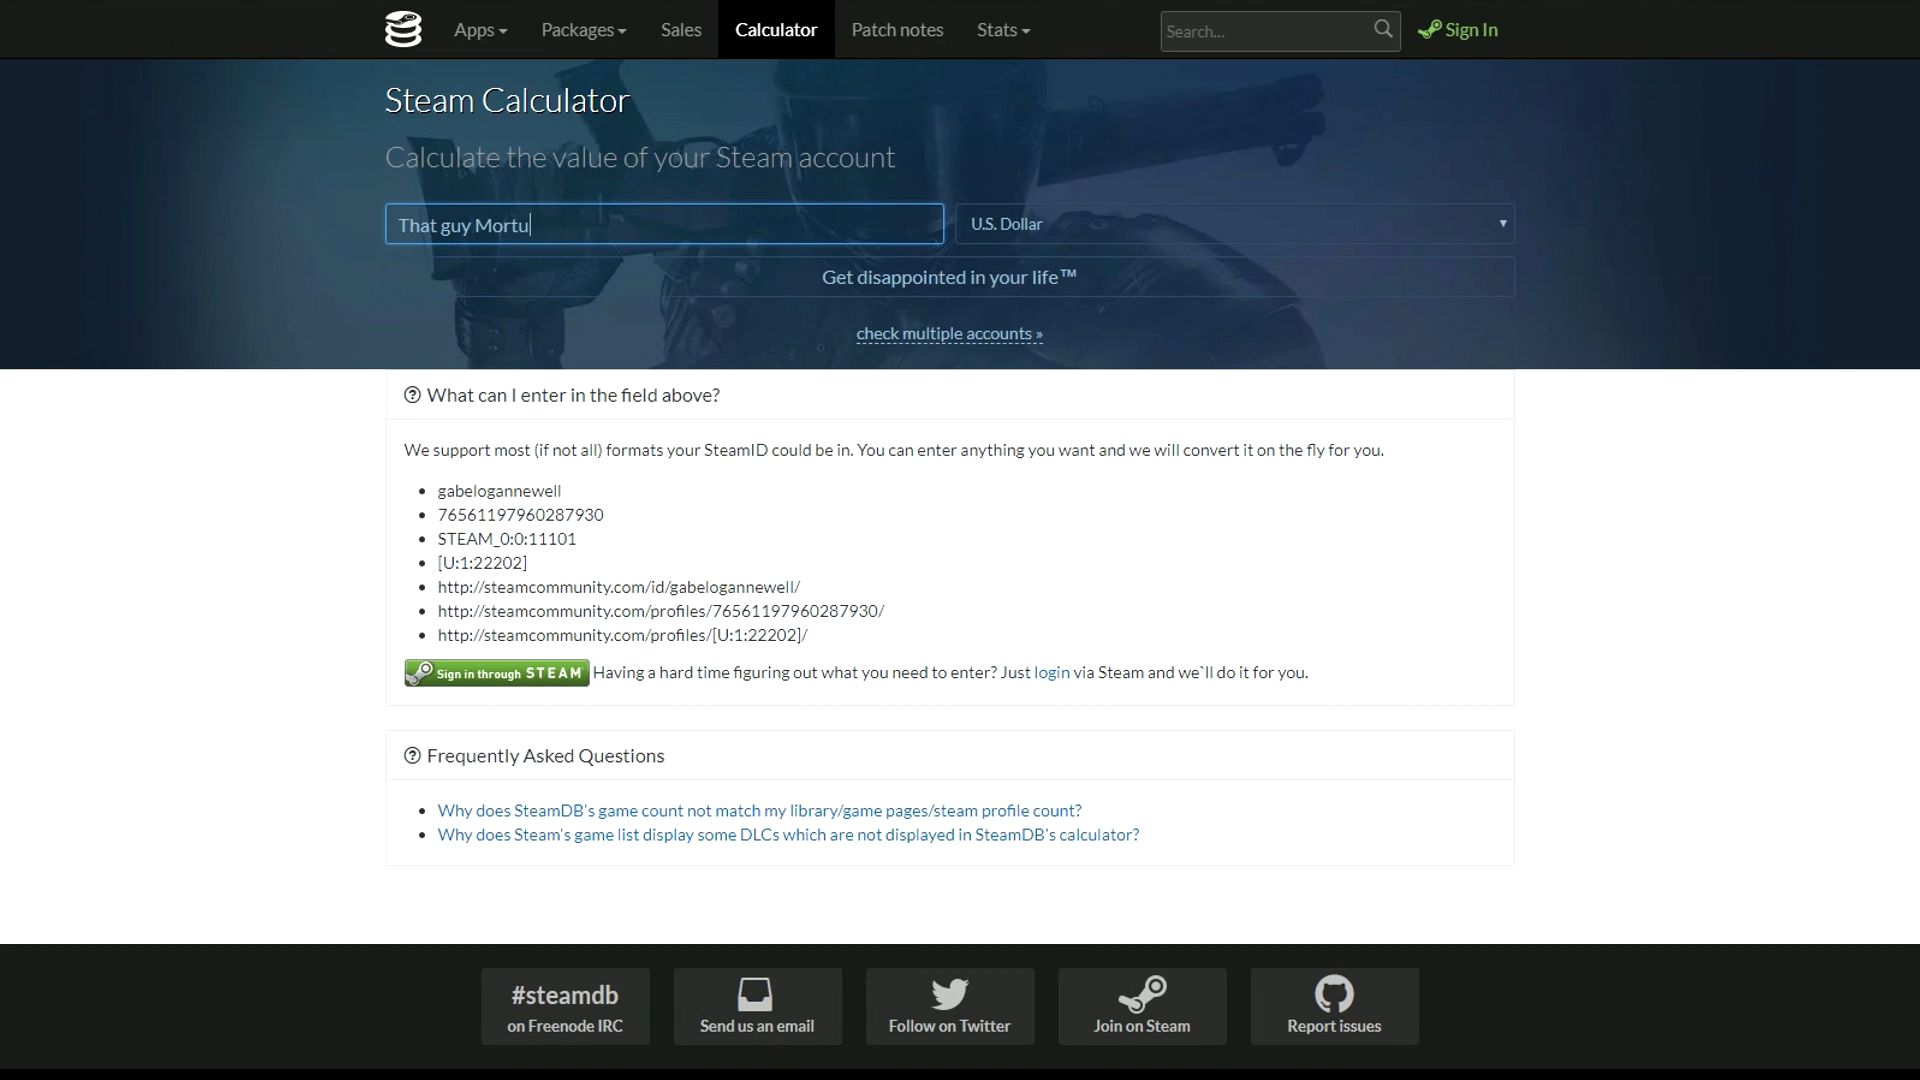 Apps Packages Sales Calculator Patch notes Stats Search... Sign In
Steam Calculator
Calculate the value of your Steam account
That guy Mortu U.S. Dollar
Get disappointed in your life™
check multiple accounts »
What can I enter in the field above?
We support most (if not all) formats your SteamID could be in. You can enter anything you want and we will convert it on the fly for you.
gabelogannewell
76561197960287930
STEAM_0:0:11101
[U:1:22202]
http://steamcommunity.com/id/gabelogannewell/
http://steamcommunity.com/profiles/76561197960287930/
http://steamcommunity.com/profiles/[U:1:22202]/
Sign in through STEAM Having a hard time figuring out what you need to enter? Just login via Steam and we`ll do it for you.
Frequently Asked Questions
Why does SteamDB's game count not match my library/game pages/steam profile count?
Why does Steam's game list display some DLCs which are not displayed in SteamDB's calculator?
#steamdb
on Freenode IRC Send us an email Follow on Twitter Join on Steam Report issues